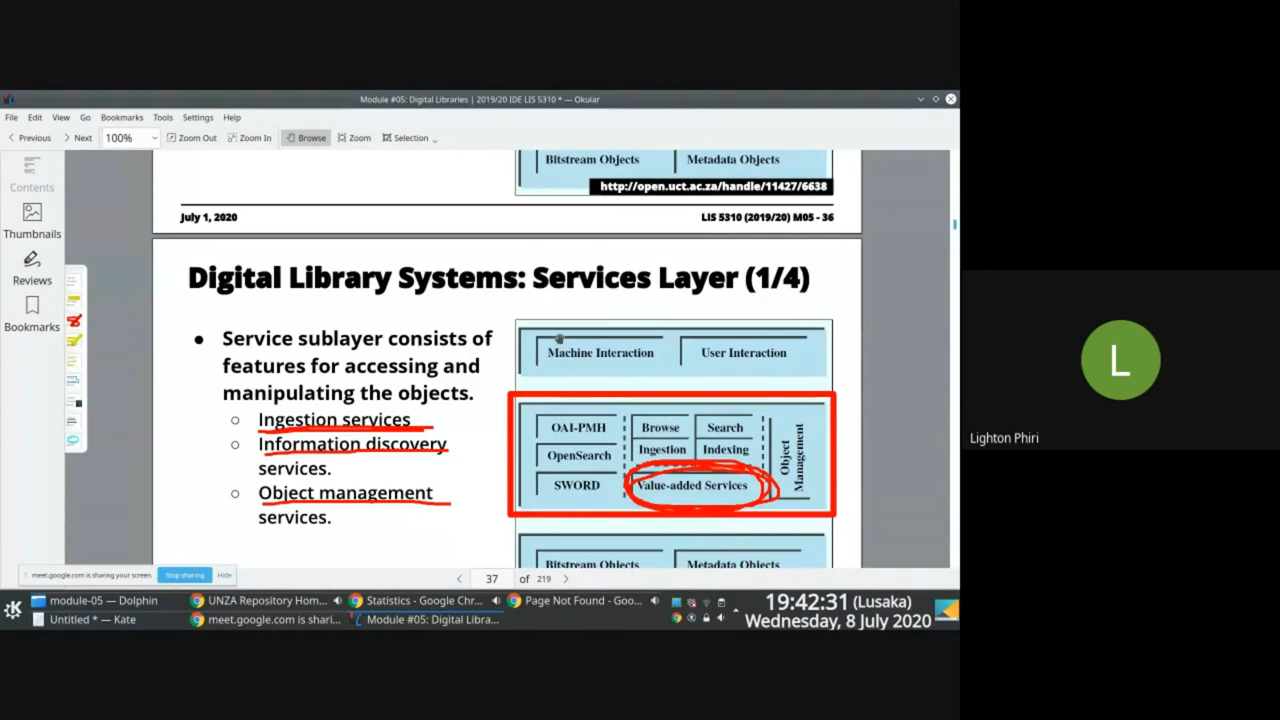 Module #05: Digital Libraries | 2019/20 IDE LIS 5310 * — Okular
File Edit View Go Bookmarks Tools Settings Help
Previous Next 100% Zoom Out Zoom In Browse Zoom Selection
Contents
Thumbnails
Reviews
Bookmarks
Bitstream Objects Metadata Objects
http://open.uct.ac.za/handle/11427/6638
July 1, 2020 LIS 5310 (2019/20) M05 - 36
Digital Library Systems: Services Layer (1/4)
● Service sublayer consists of
features for accessing and
manipulating the objects.
○ Ingestion services
○ Information discovery
services.
○ Object management
services.
Machine Interaction User Interaction
OAI-PMH Browse Search
OpenSearch Ingestion Indexing
SWORD Value-added Services
Object
Management
Bitstream Objects Metadata Objects
L
Lighton Phiri
meet.google.com is sharing your screen. Stop sharing Hide
37 of 219
module-05 — Dolphin UNZA Repository Hom... Statistics - Google Chr... Page Not Found - Goo...
Untitled * — Kate meet.google.com is shari... Module #05: Digital Libra...
19:42:31 (Lusaka)
Wednesday, 8 July 2020